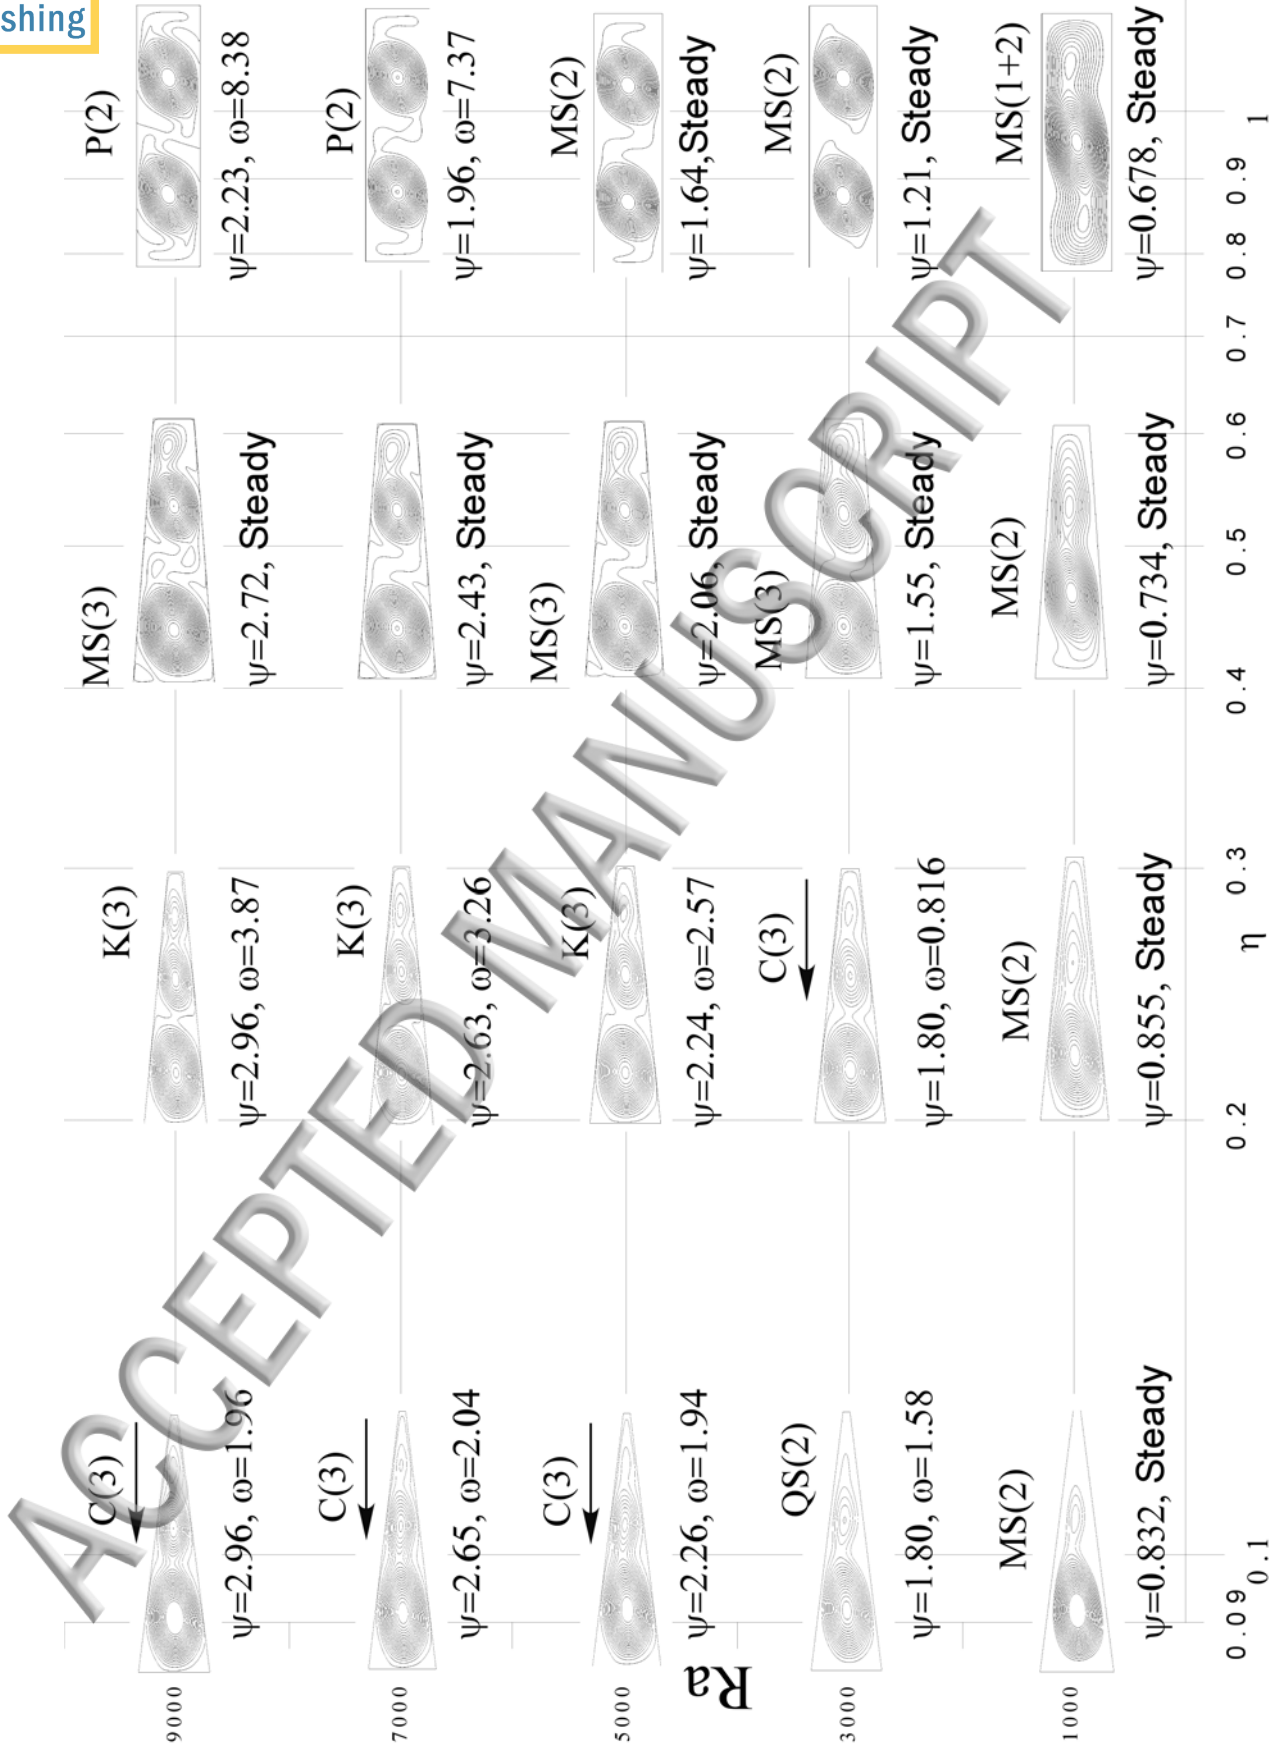 shing
P(2)
ψ=2.23, ω=8.38
P(2)
ψ=1.96, ω=7.37
MS(2)
ψ=1.64,Steady
MS(2)
ψ=1.21, Steady
MS(1+2)
ψ=0.678, Steady
MS(3)
ψ=2.72, Steady
ψ=2.43, Steady
MS(3)
ψ=2.06, Steady
MS(3)
ψ=1.55, Steady
MS(2)
ψ=0.734, Steady
K(3)
ψ=2.96, ω=3.87
K(3)
ψ=2.63, ω=3.26
K(3)
ψ=2.24, ω=2.57
C(3)
ψ=1.80, ω=0.816
MS(2)
ψ=0.855, Steady
C(3)
ψ=2.96, ω=1.96
C(3)
ψ=2.65, ω=2.04
C(3)
ψ=2.26, ω=1.94
QS(2)
ψ=1.80, ω=1.58
MS(2)
ψ=0.832, Steady
9000
7000
5000
3000
1000
Ra
0.09
0.1
0.2
0.3
0.4
0.5
0.6
0.7
0.8
0.9
1
η
ACCEPTED MANUSCRIPT